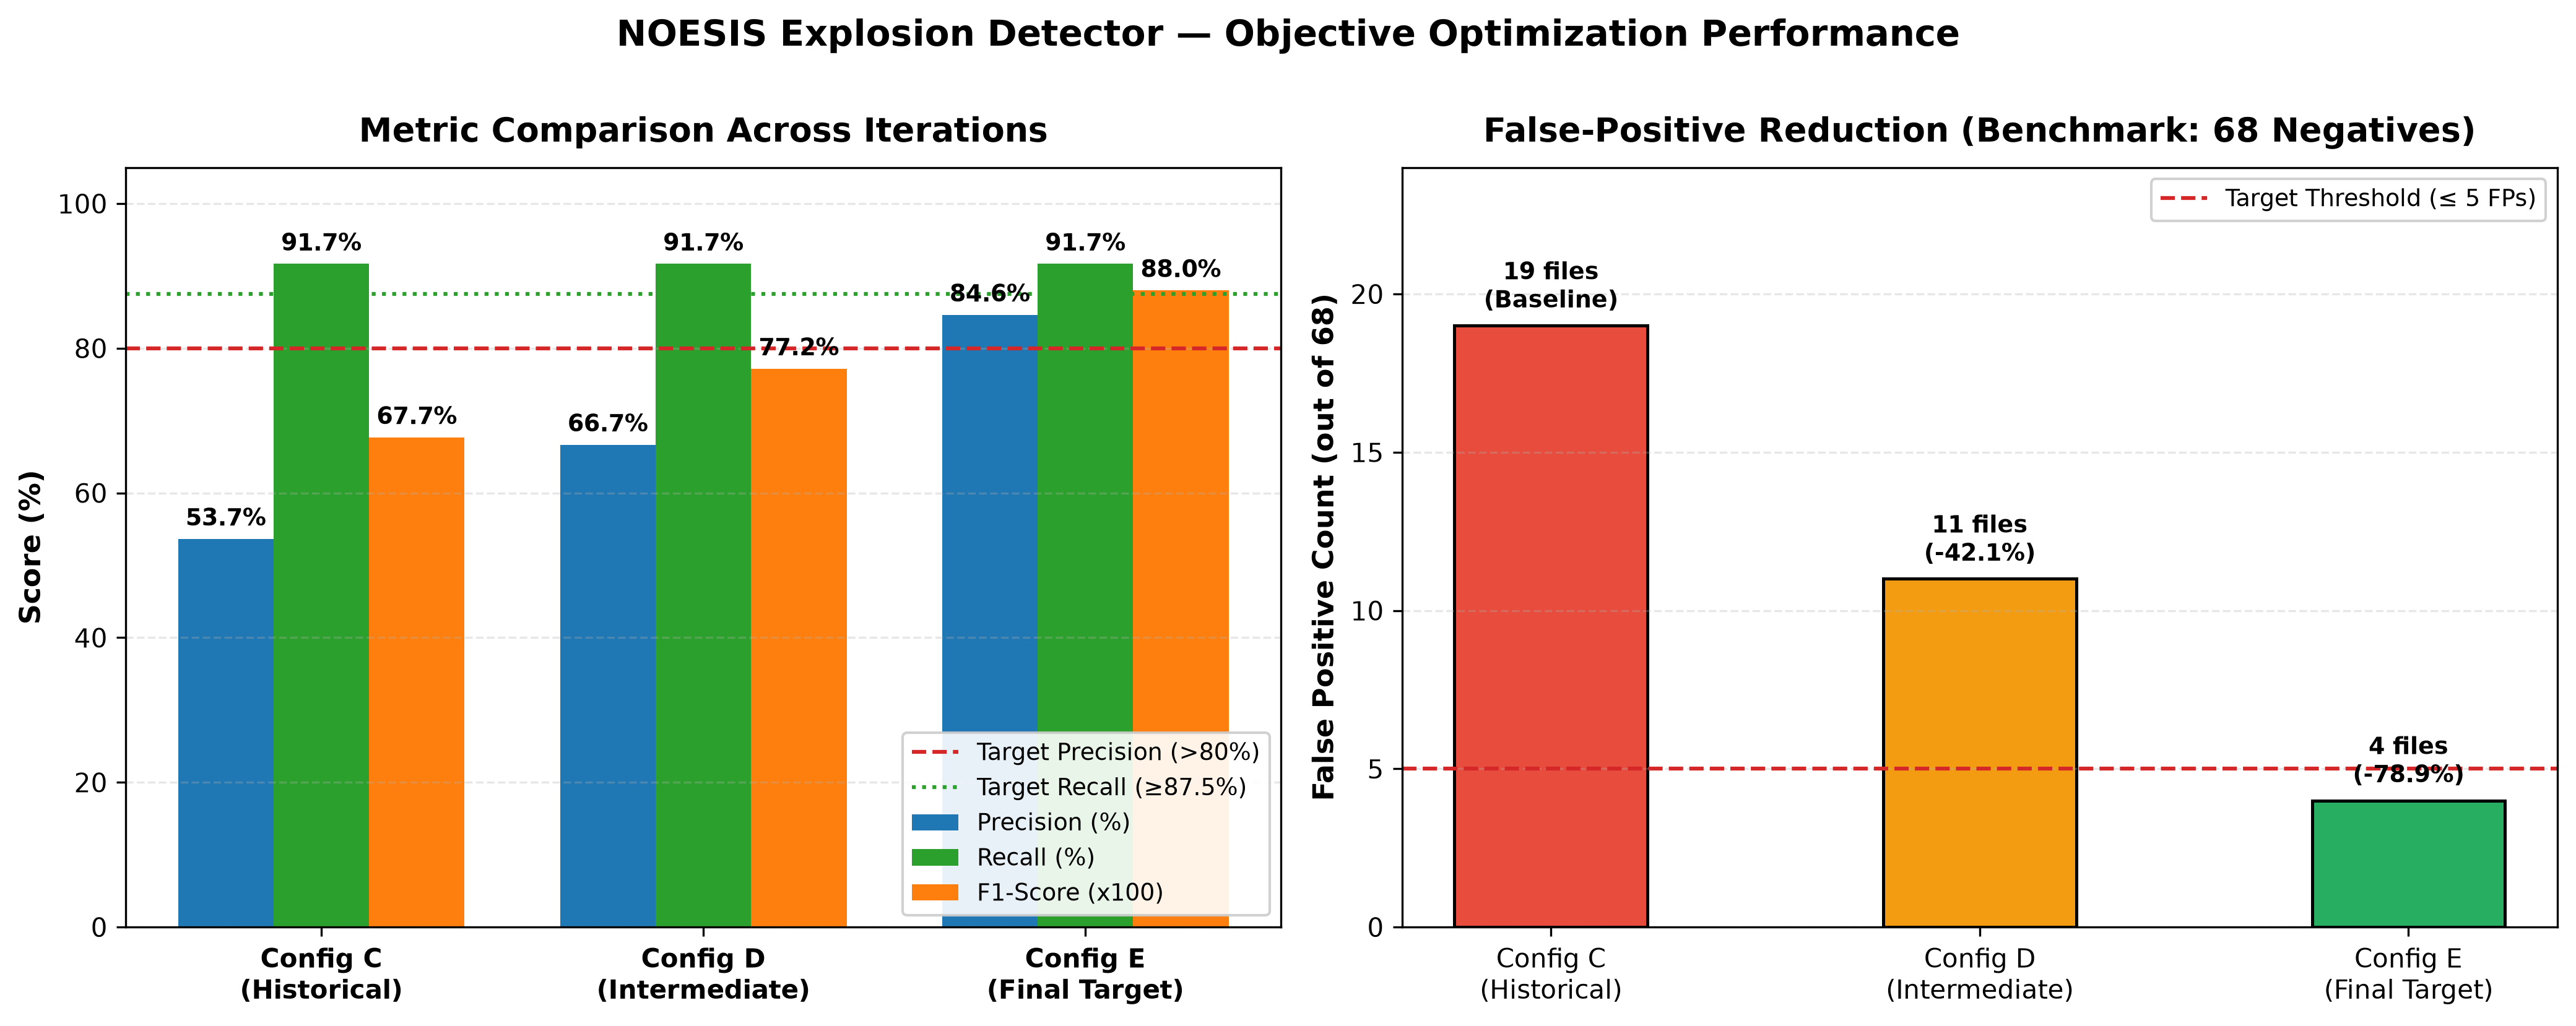 NOESIS Explosion Detector — Objective Optimization Performance
Metric Comparison Across Iterations
Score (%)
100
80
60
40
20
0
53.7%
91.7%
67.7%
66.7%
91.7%
77.2%
84.6%
91.7%
88.0%
Target Precision (>80%)
Target Recall (≥87.5%)
Precision (%)
Recall (%)
F1-Score (x100)
Config C
(Historical)
Config D
(Intermediate)
Config E
(Final Target)
False-Positive Reduction (Benchmark: 68 Negatives)
False Positive Count (out of 68)
Target Threshold (≤ 5 FPs)
20
15
10
5
0
19 files
(Baseline)
11 files
(-42.1%)
4 files
(-78.9%)
Config C
(Historical)
Config D
(Intermediate)
Config E
(Final Target)